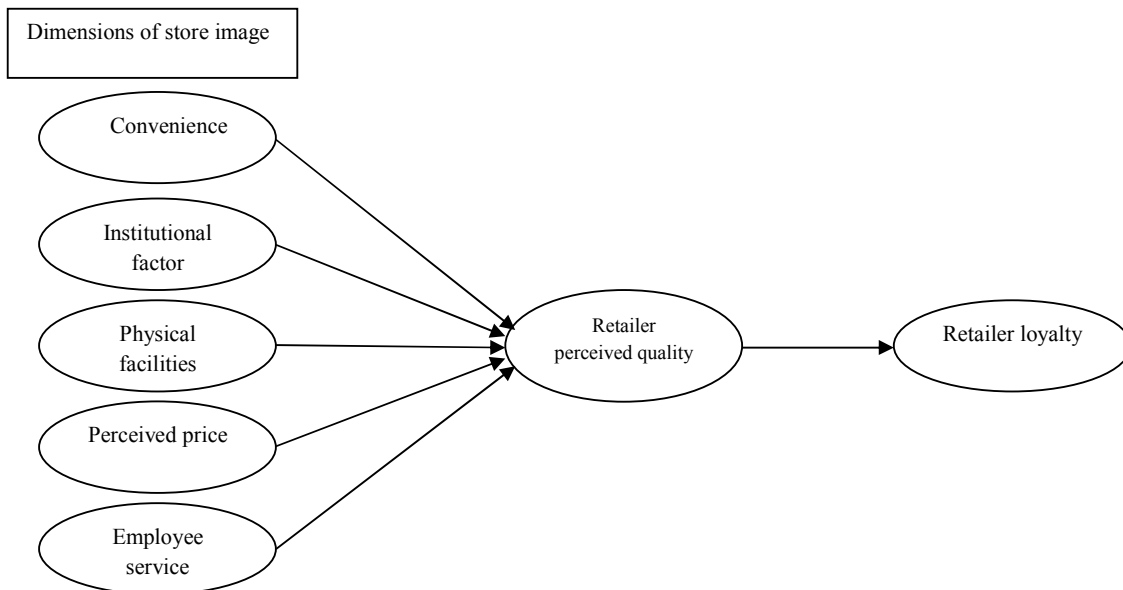 Dimensions of store image
Convenience
Institutional
factor
Physical
facilities
Perceived price
Employee
service
Retailer
perceived quality
Retailer loyalty